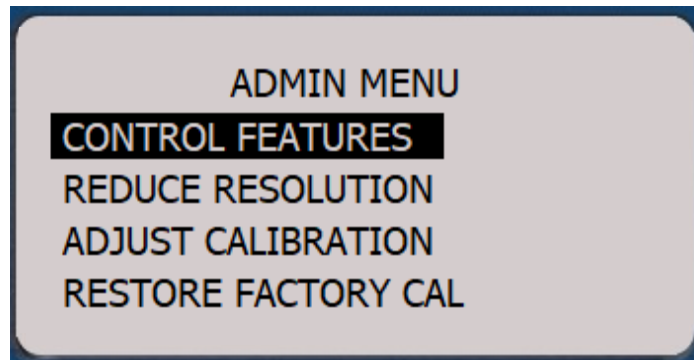 ADMIN MENU
CONTROL FEATURES
REDUCE RESOLUTION
ADJUST CALIBRATION
RESTORE FACTORY CAL